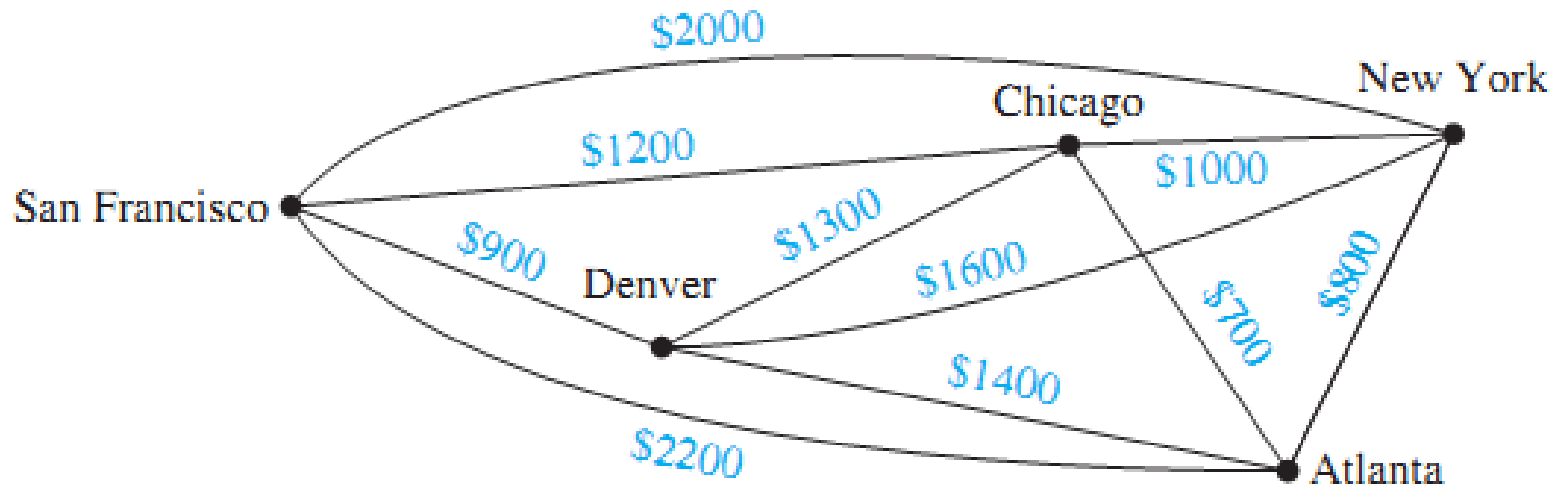 $2000
New York
Chicago
$1200
$1000
San Francisco
$900
$1300
Denver
$1600
$800
$700
$1400
$2200
Atlanta